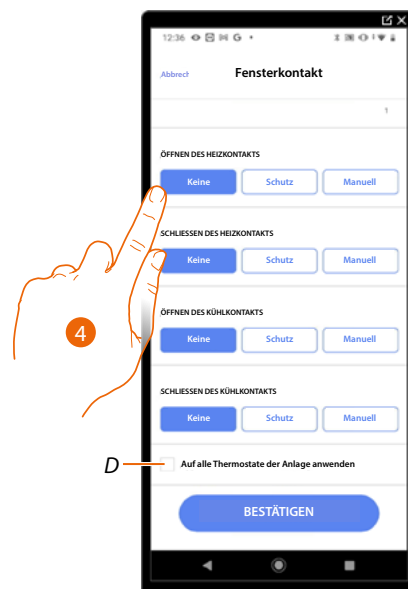 12:36 G
Abbrech Fensterkontakt
1
ÖFFNEN DES HEIZKONTAKTS
Keine Schutz Manuell
SCHLIESSEN DES HEIZKONTAKTS
Keine Schutz Manuell
4
ÖFFNEN DES KÜHLKONTAKTS
Keine Schutz Manuell
SCHLIESSEN DES KÜHLKONTAKTS
Keine Schutz Manuell
D Auf alle Thermostate der Anlage anwenden
BESTÄTIGEN